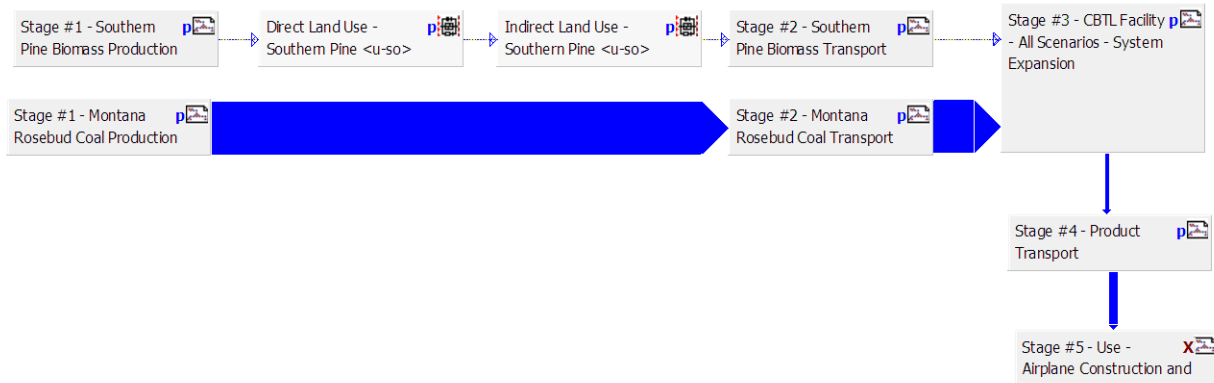 Stage #1 - Southern p
Pine Biomass Production
Direct Land Use - p
Southern Pine <u-so>
Indirect Land Use - p
Southern Pine <u-so>
Stage #2 - Southern p
Pine Biomass Transport
Stage #3 - CBTL Facility p
- All Scenarios - System
Expansion
Stage #1 - Montana p
Rosebud Coal Production
Stage #2 - Montana p
Rosebud Coal Transport
Stage #4 - Product p
Transport
Stage #5 - Use - X
Airplane Construction and